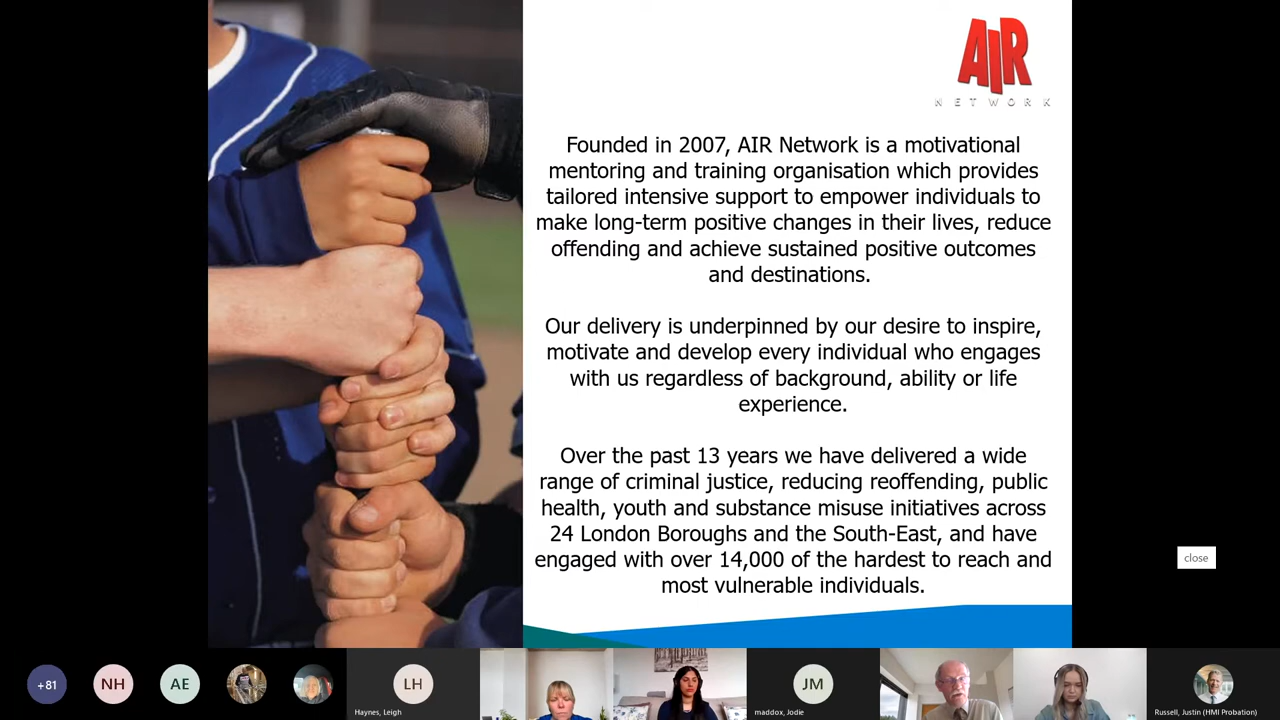 AIR
NETWORK
Founded in 2007, AIR Network is a motivational
mentoring and training organisation which provides
tailored intensive support to empower individuals to
make long-term positive changes in their lives, reduce
offending and achieve sustained positive outcomes
and destinations.
Our delivery is underpinned by our desire to inspire,
motivate and develop every individual who engages
with us regardless of background, ability or life
experience.
Over the past 13 years we have delivered a wide
range of criminal justice, reducing reoffending, public
health, youth and substance misuse initiatives across
24 London Boroughs and the South-East, and have
engaged with over 14,000 of the hardest to reach and
most vulnerable individuals.
close
+81
NH
AE
LH
JM
Haynes, Leigh
maddox, Jodie
Russell, Justin (HMI Probation)